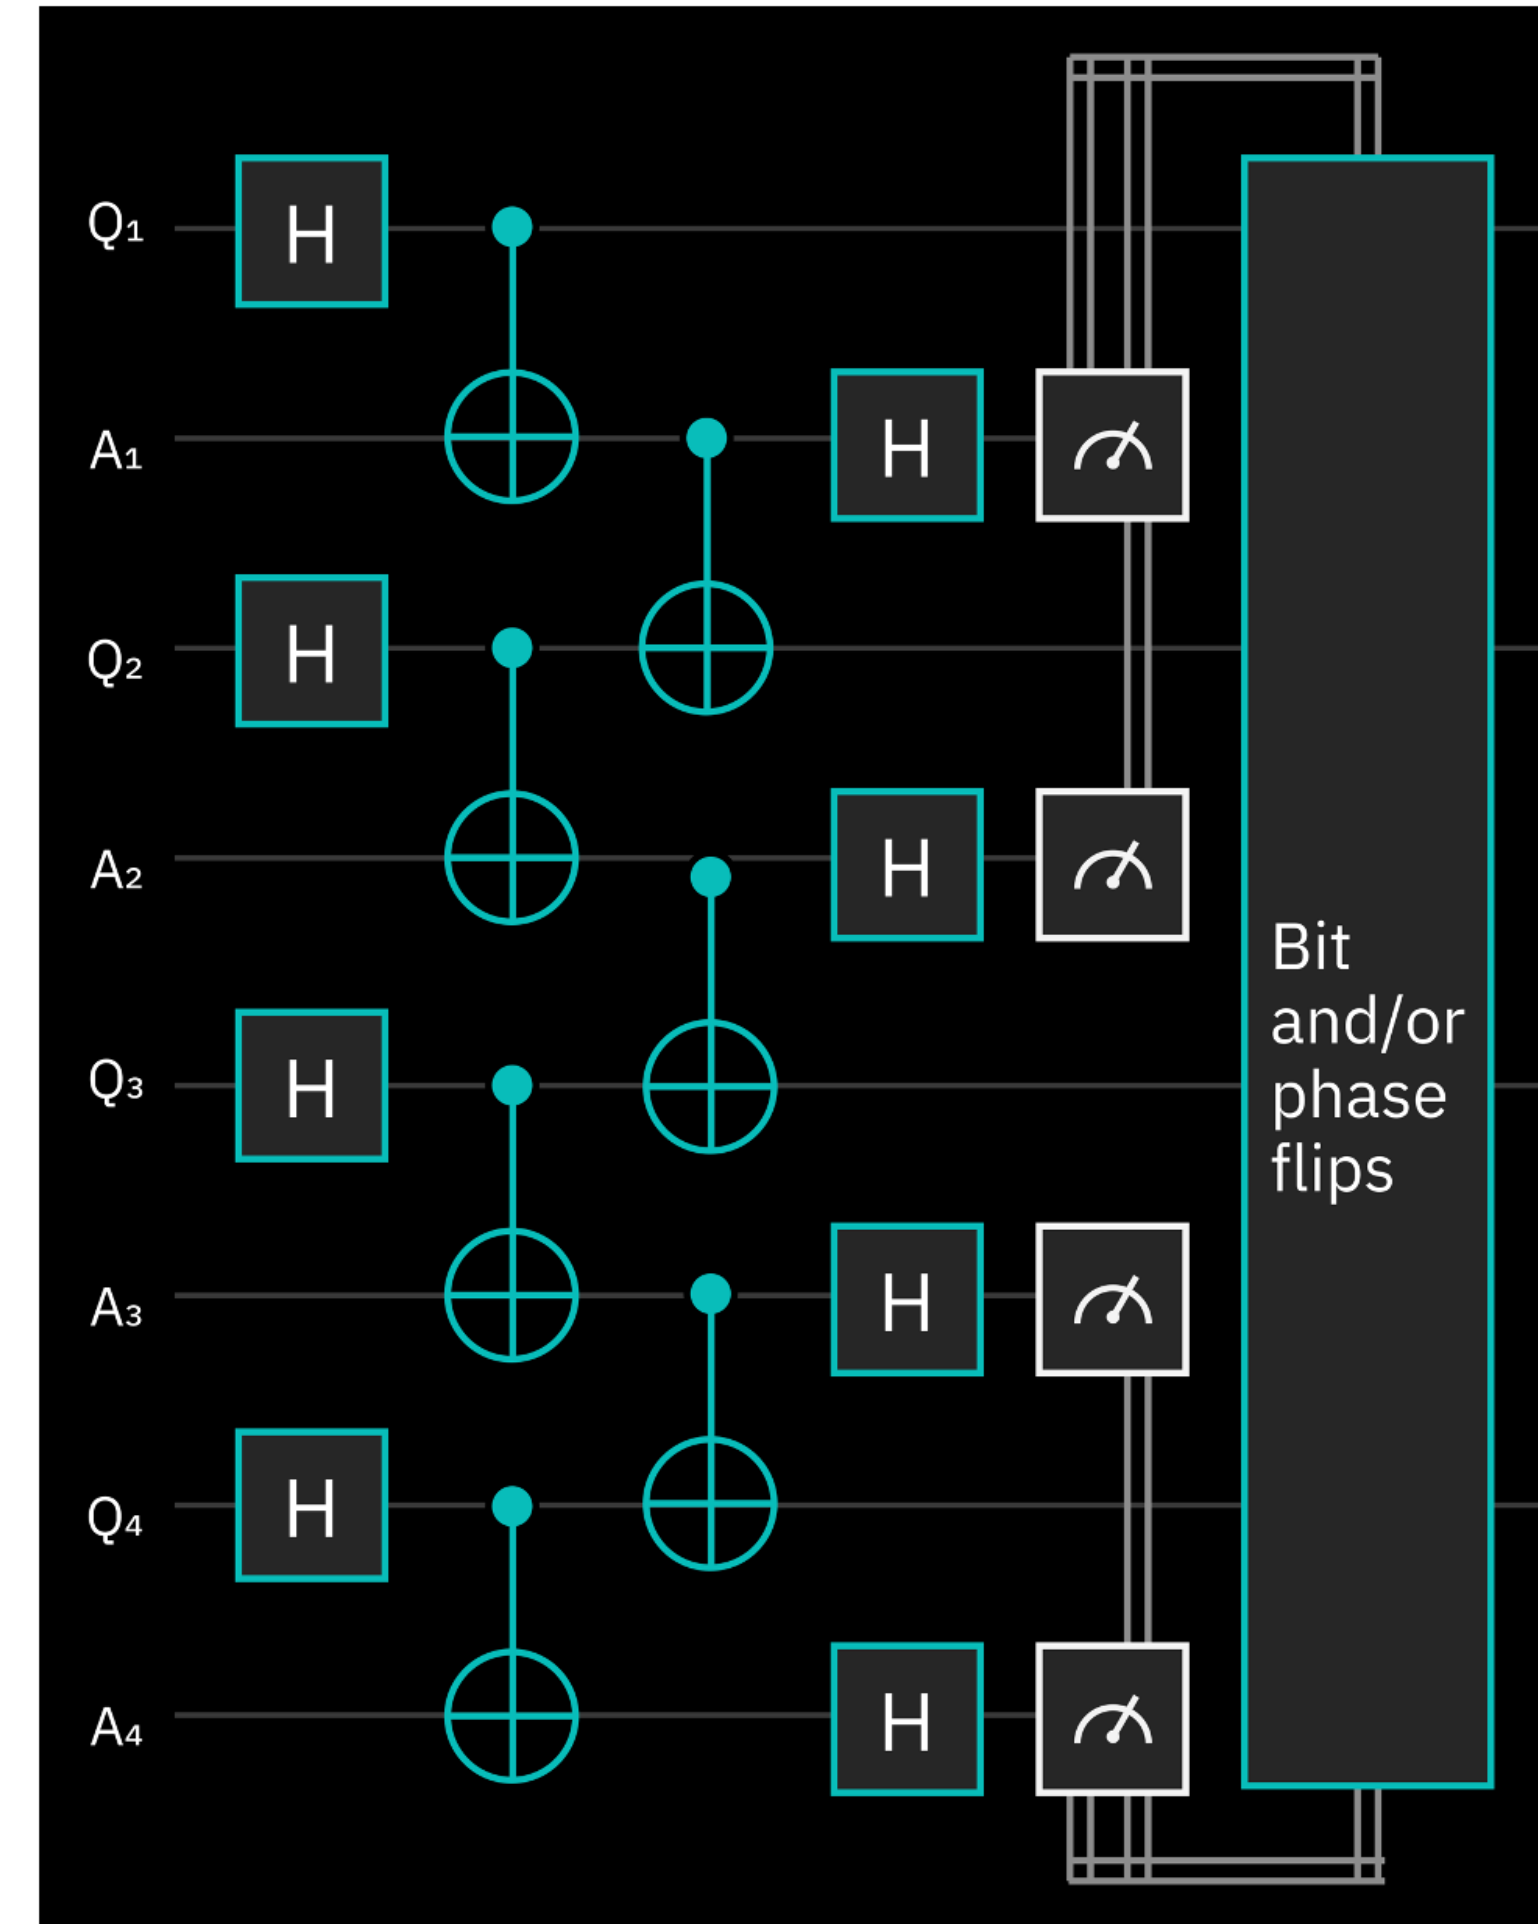 Q₁
H
A₁
H
Q₂
H
A₂
H
Bit
and/or
phase
flips
Q₃
H
A₃
H
Q₄
H
A₄
H